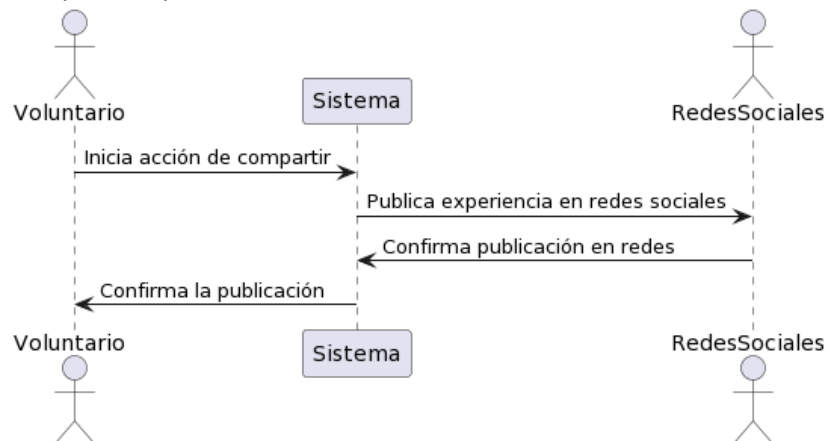 Voluntario
Sistema
RedesSociales
Inicia acción de compartir
Publica experiencia en redes sociales
Confirma publicación en redes
Confirma la publicación
Voluntario
Sistema
RedesSociales